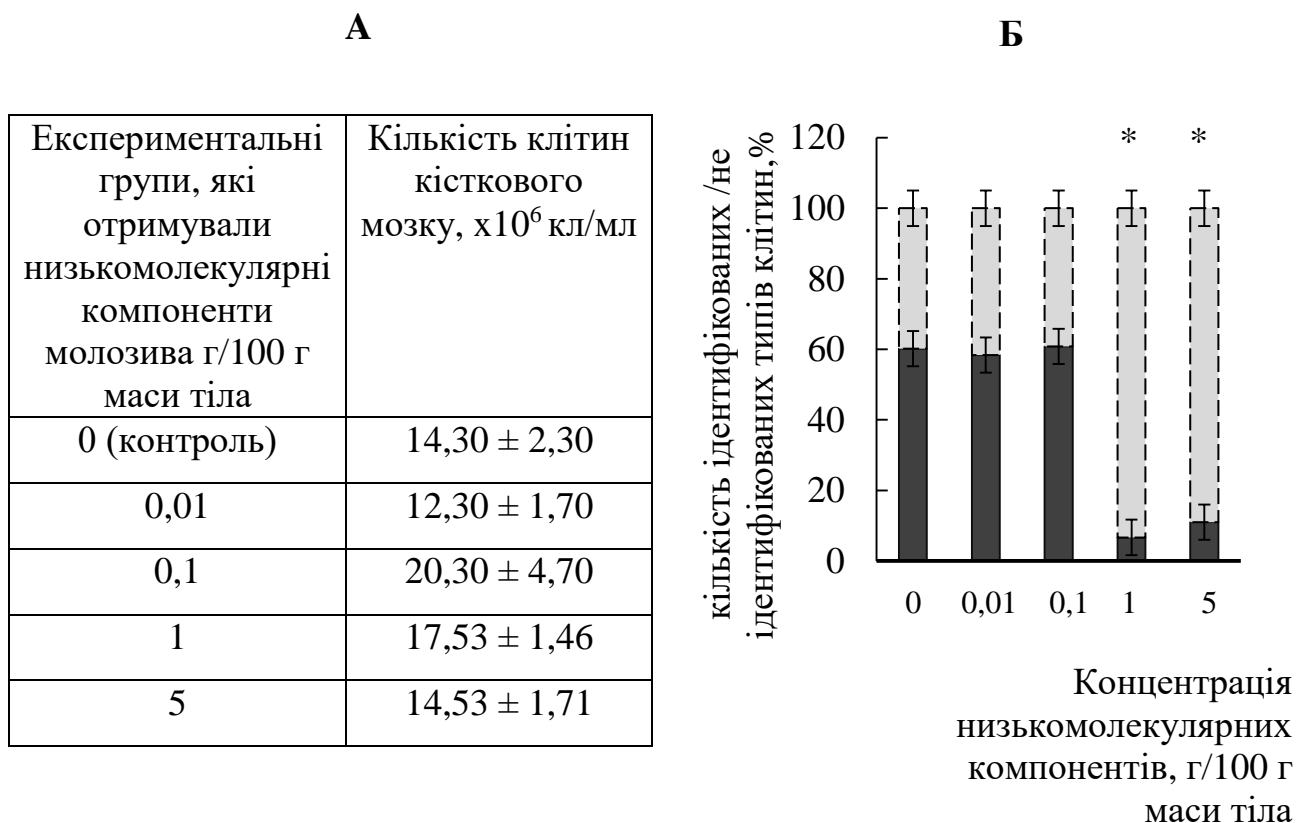 А
Експериментальні
групи, які
отримували
низькомолекулярні
компоненти
молозива г/100 г
маси тіла
Кількість клітин
кісткового
мозку, х10⁶ кл/мл
0 (контроль)
14,30 ± 2,30
0,01
12,30 ± 1,70
0,1
20,30 ± 4,70
1
17,53 ± 1,46
5
14,53 ± 1,71
Б
кількість ідентифікованих /не
ідентифікованих типів клітин,%
120
100
80
60
40
20
0
* *
0 0,01 0,1 1 5
Концентрація
низькомолекулярних
компонентів, г/100 г
маси тіла